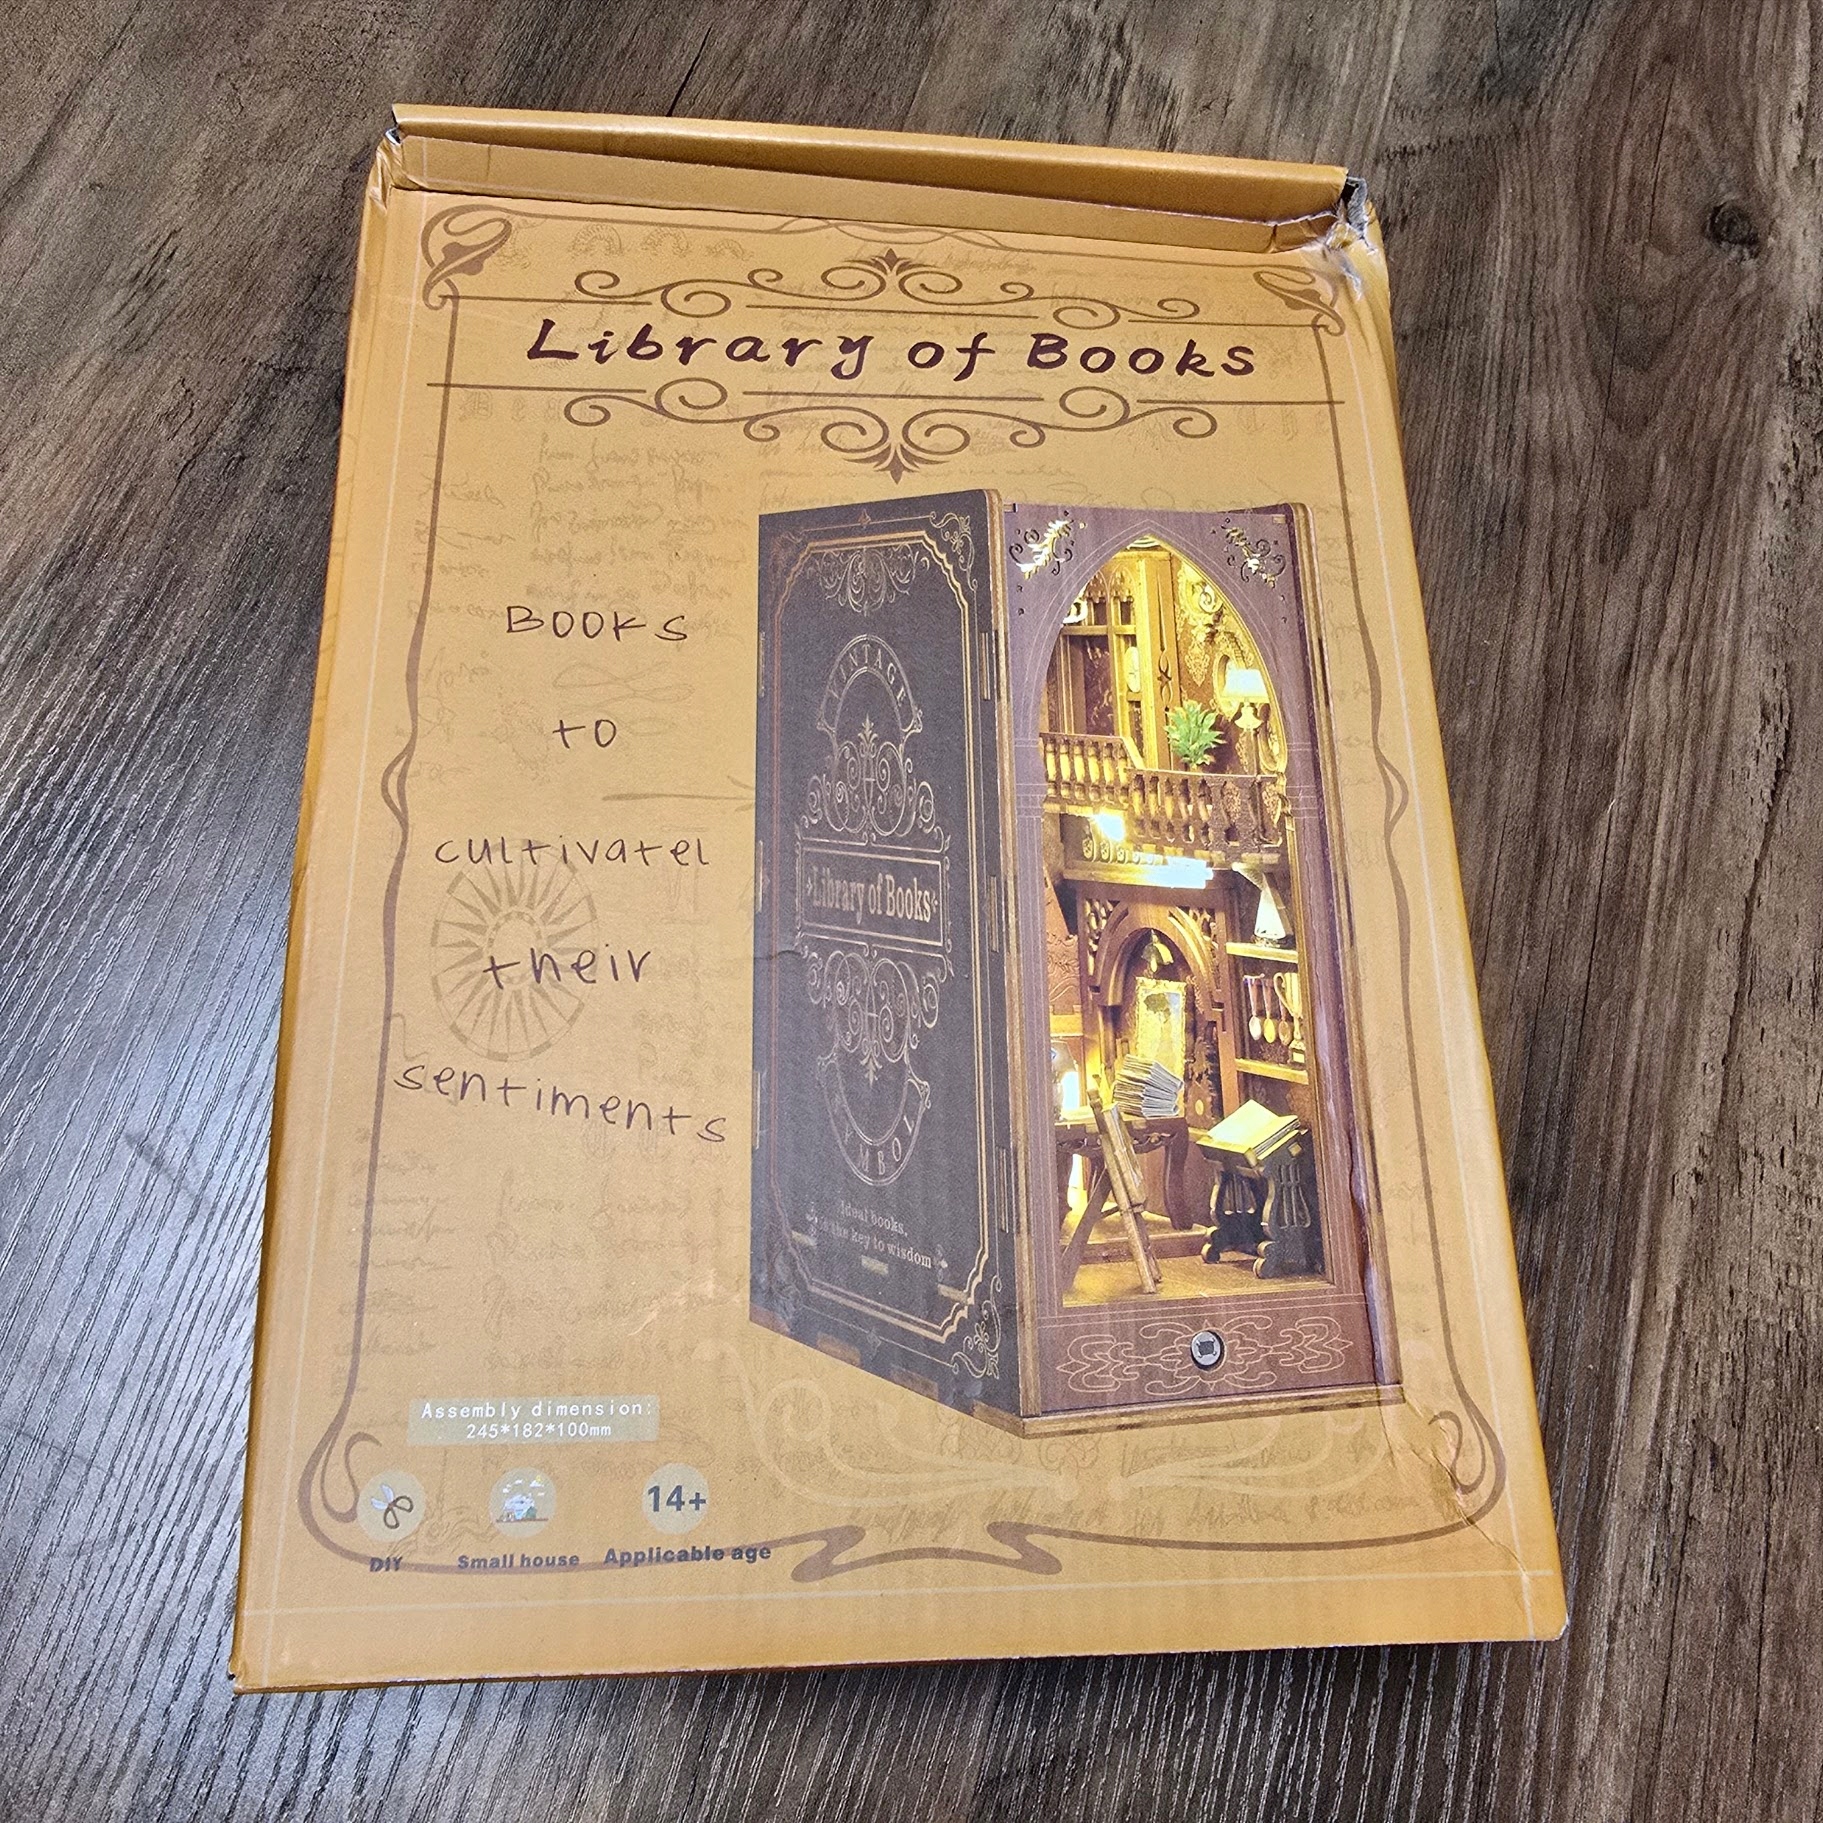 Library of Books
BOOKS
to
cultivatel
their
sentiments
VINTAGE
Library of Books
SYMBOL
Ideal books,
is the key to wisdom
Assembly dimension:
245*182*100mm
14+
DIY
Small house
Applicable age